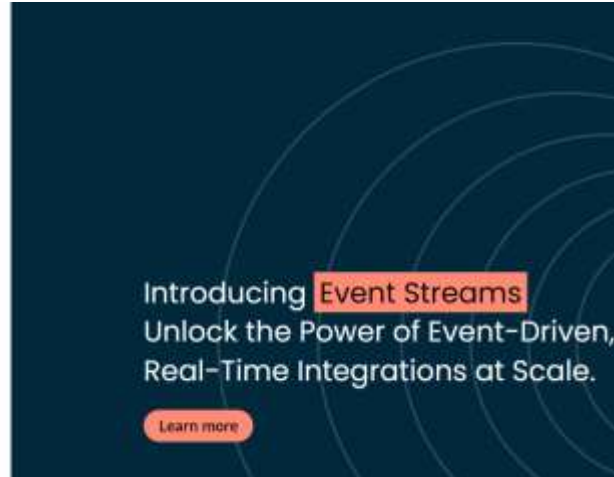 Introducing Event Streams
Unlock the Power of Event-Driven,
Real-Time Integrations at Scale.
Learn more